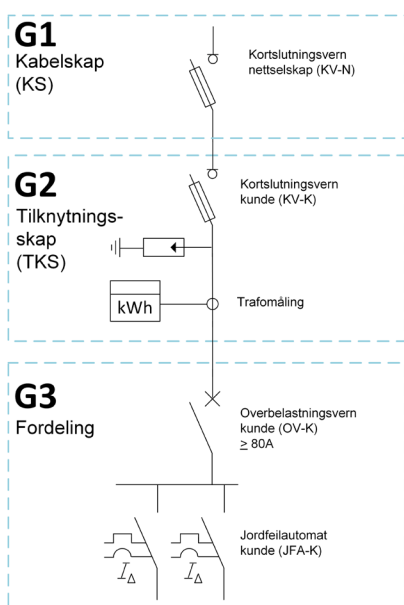 G1
Kabelskap
(KS)
Kortslutningsvern
nettselskap (KV-N)
G2
Tilknytnings-
skap
(TKS)
Kortslutningsvern
kunde (KV-K)
kWh
Trafomåling
G3
Fordeling
Overbelastningsvern
kunde (OV-K)
≥ 80A
Jordfeilautomat
kunde (JFA-K)
I∆
I∆